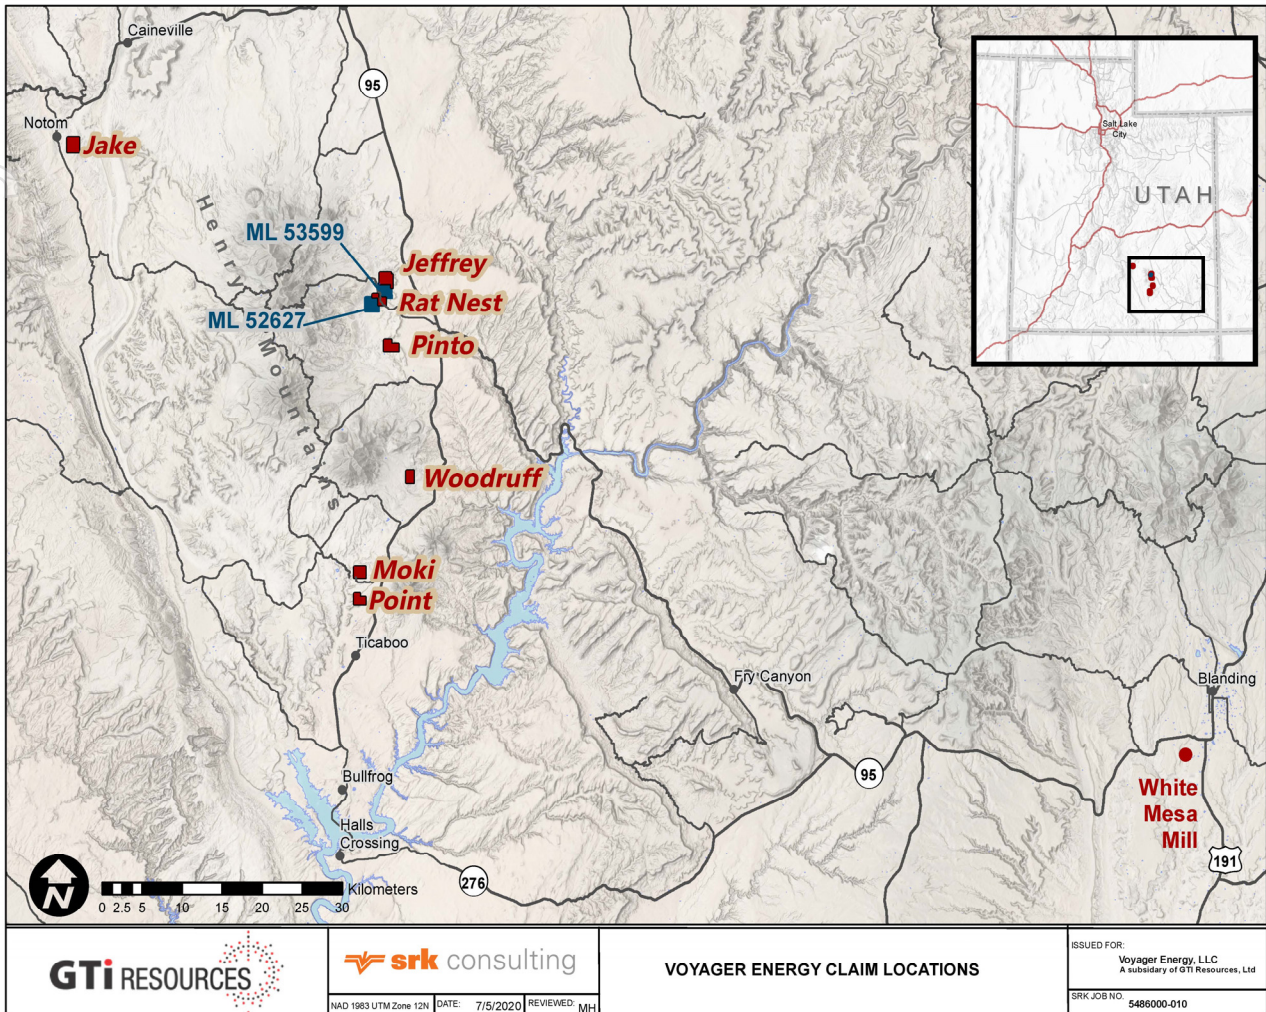 Caineville
95
Notom
Jake
Salt Lake
City
UTAH
Henry Mountains
ML 53599
Jeffrey
Rat Nest
ML 52627
Pinto
Woodruff
Moki
Point
Ticaboo
Fry Canyon
Blanding
Bullfrog
95
White
Mesa
Mill
Halls
Crossing
191
276
N
Kilometers
0 2.5 5 10 15 20 25 30
GTi RESOURCES
srk consulting
VOYAGER ENERGY CLAIM LOCATIONS
ISSUED FOR:
Voyager Energy, LLC
A subsidary of GTI Resources, Ltd
NAD 1983 UTM Zone 12N
DATE: 7/5/2020
REVIEWED: MH
SRK JOB NO.
5486000-010